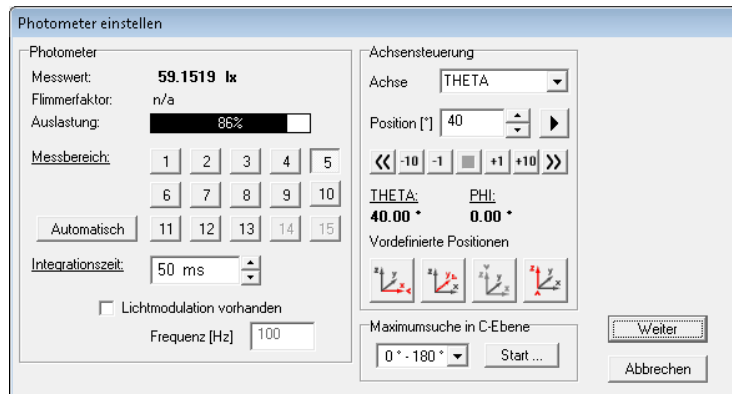 Photometer einstellen
Photometer
Messwert: 59.1519 lx
Flimmerfaktor: n/a
Auslastung: 86%
Messbereich: 1 2 3 4 5
6 7 8 9 10
Automatisch 11 12 13 14 15
Integrationszeit: 50 ms
Lichtmodulation vorhanden
Frequenz [Hz] 100
Achsensteuerung
Achse THETA
Position [°] 40
-10 -1 +1 +10
THETA: PHI:
40.00 ° 0.00 °
Vordefinierte Positionen
z y x
z y x
z y x
z y x
Maximumsuche in C-Ebene
0 ° - 180 ° Start ...
Weiter
Abbrechen